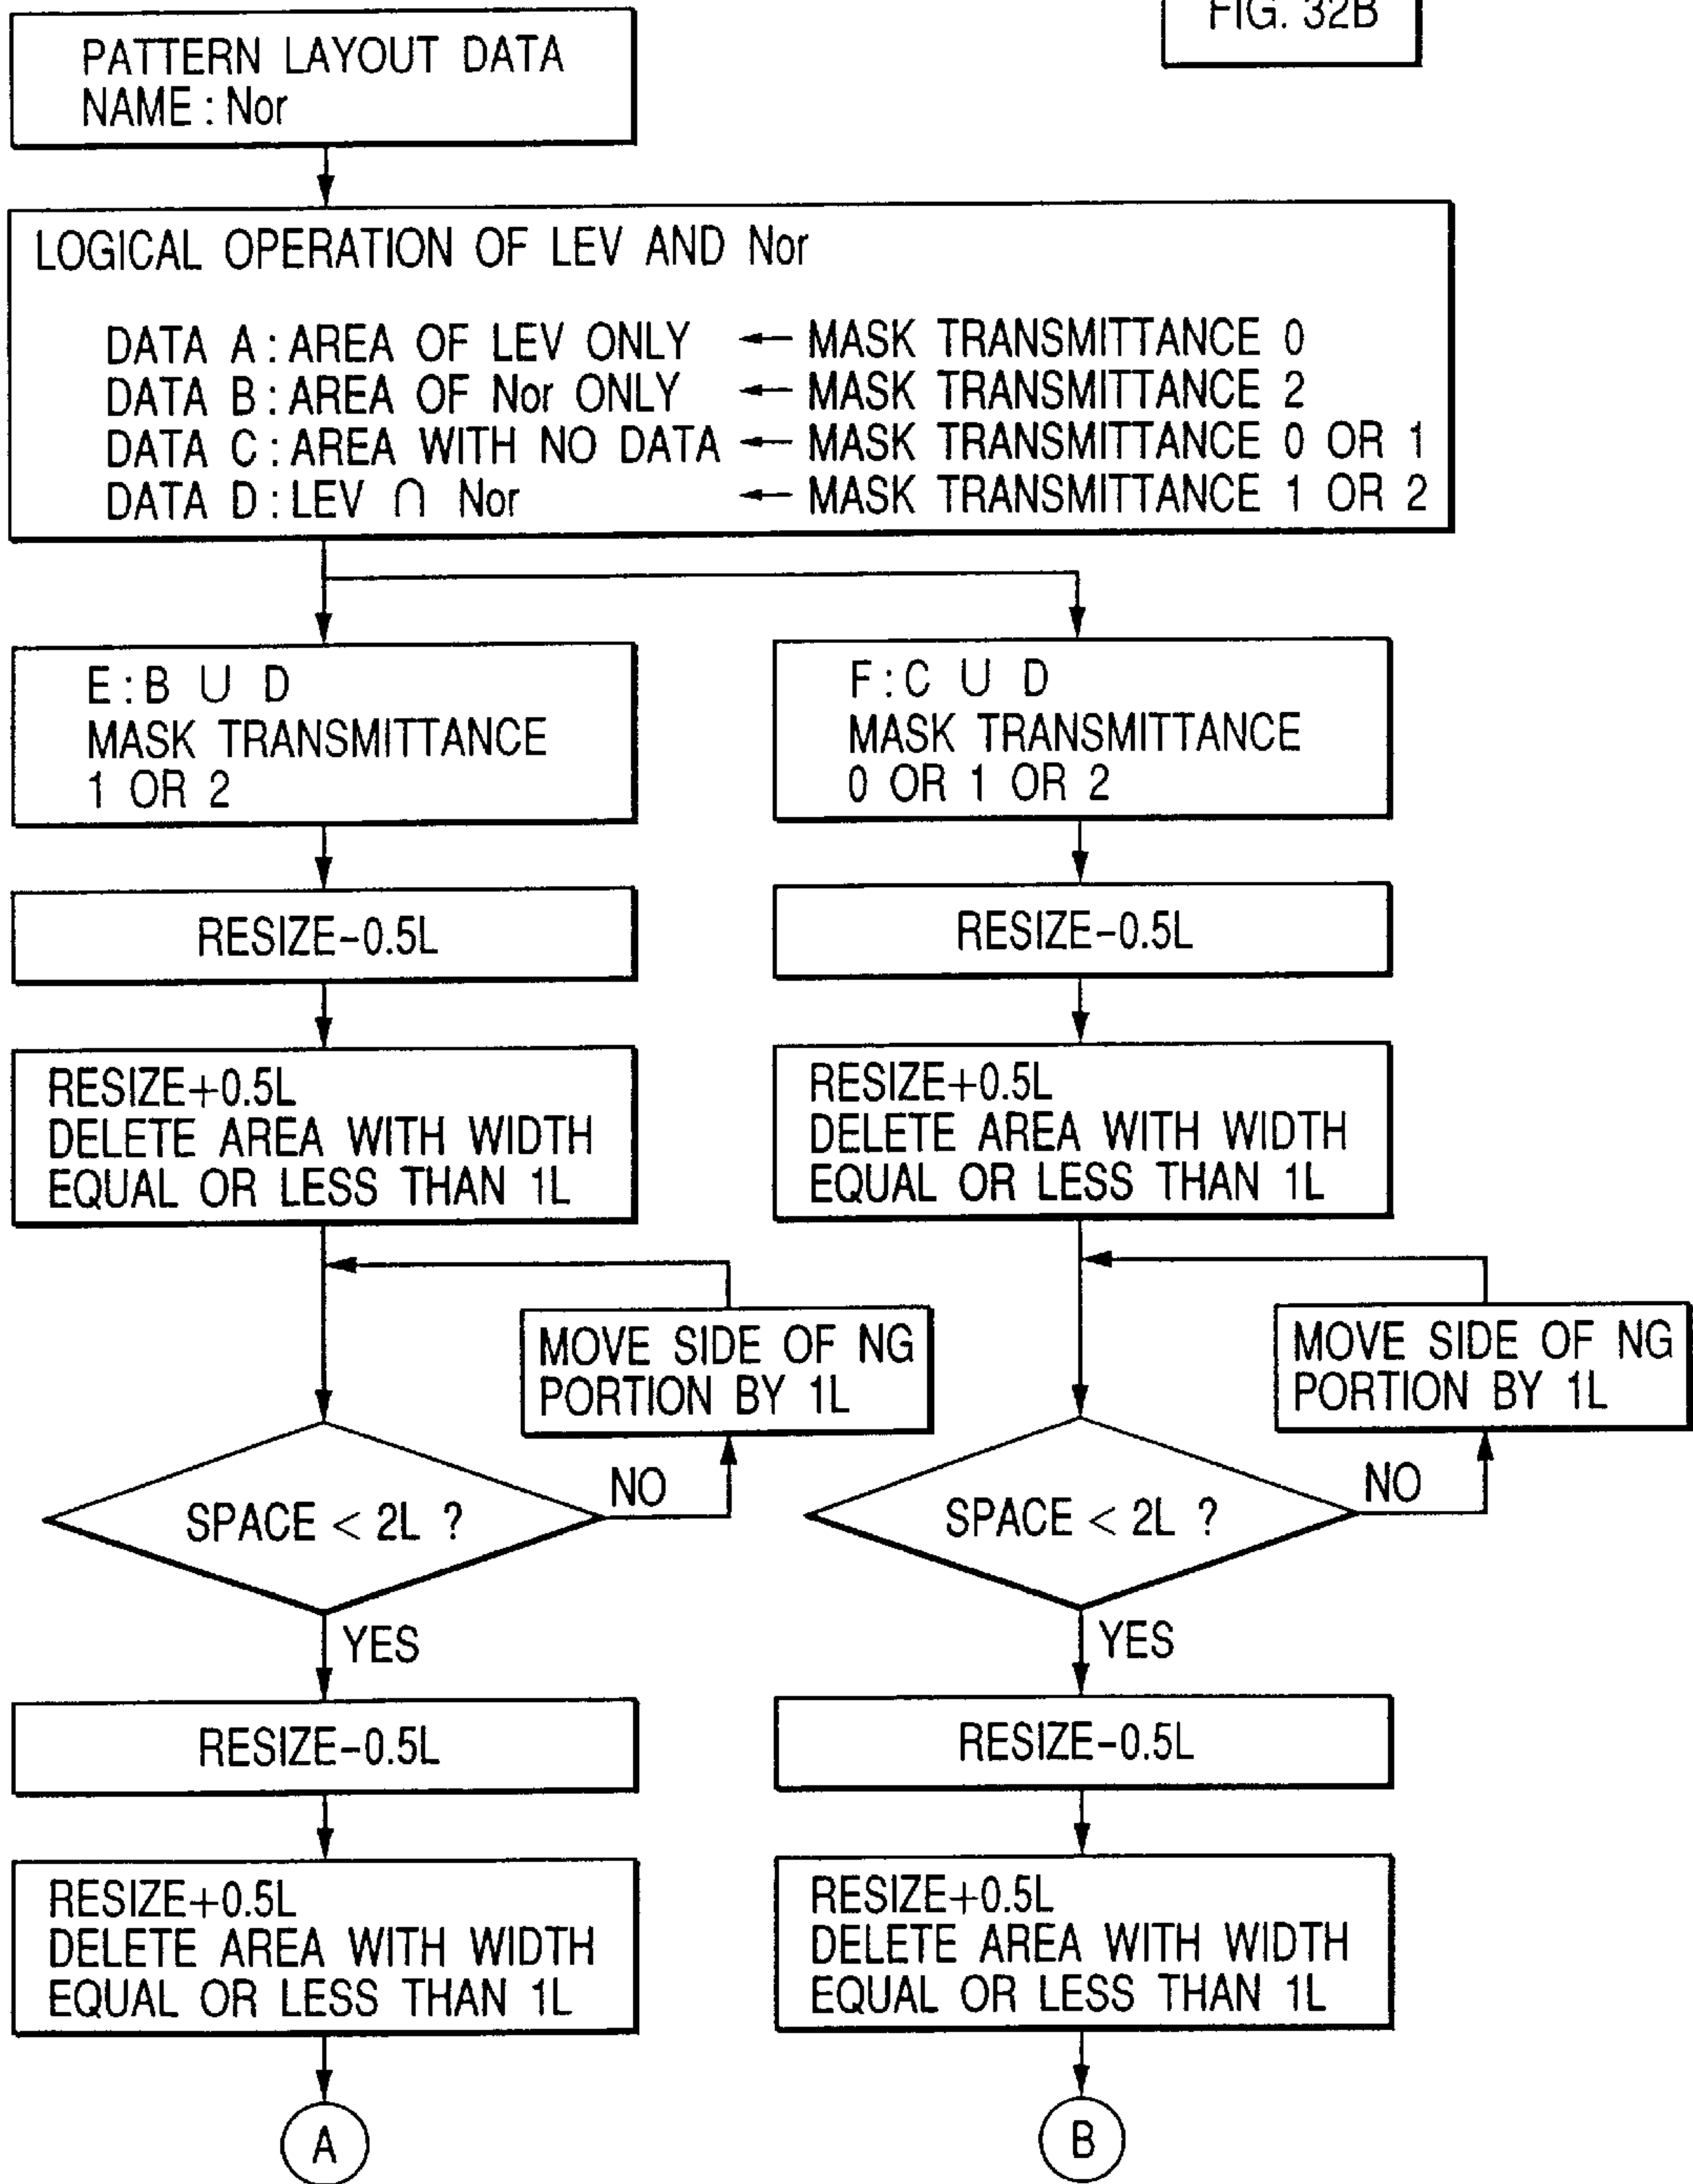 FIG. 32B
PATTERN LAYOUT DATA
NAME : Nor
LOGICAL OPERATION OF LEV AND Nor
DATA A : AREA OF LEV ONLY ← MASK TRANSMITTANCE 0
DATA B : AREA OF Nor ONLY ← MASK TRANSMITTANCE 2
DATA C : AREA WITH NO DATA ← MASK TRANSMITTANCE 0 OR 1
DATA D : LEV ∩ Nor ← MASK TRANSMITTANCE 1 OR 2
E : B ∪ D
MASK TRANSMITTANCE
1 OR 2
F : C ∪ D
MASK TRANSMITTANCE
0 OR 1 OR 2
RESIZE-0.5L
RESIZE-0.5L
RESIZE+0.5L
DELETE AREA WITH WIDTH
EQUAL OR LESS THAN 1L
RESIZE+0.5L
DELETE AREA WITH WIDTH
EQUAL OR LESS THAN 1L
MOVE SIDE OF NG
PORTION BY 1L
MOVE SIDE OF NG
PORTION BY 1L
SPACE < 2L ?
NO
SPACE < 2L ?
NO
YES
YES
RESIZE-0.5L
RESIZE-0.5L
RESIZE+0.5L
DELETE AREA WITH WIDTH
EQUAL OR LESS THAN 1L
RESIZE+0.5L
DELETE AREA WITH WIDTH
EQUAL OR LESS THAN 1L
A
B